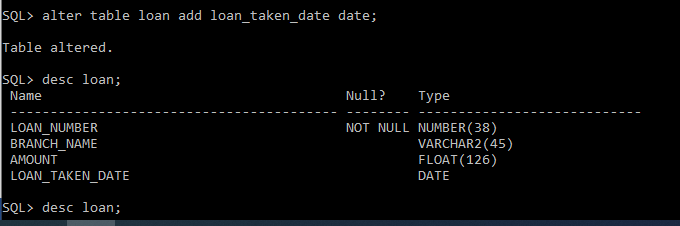 SQL> alter table loan add loan_taken_date date;
Table altered.
SQL> desc loan;
Name Null? Type
----------------------------------------- -------- ----------------------------
LOAN_NUMBER NOT NULL NUMBER(38)
BRANCH_NAME VARCHAR2(45)
AMOUNT FLOAT(126)
LOAN_TAKEN_DATE DATE
SQL> desc loan;